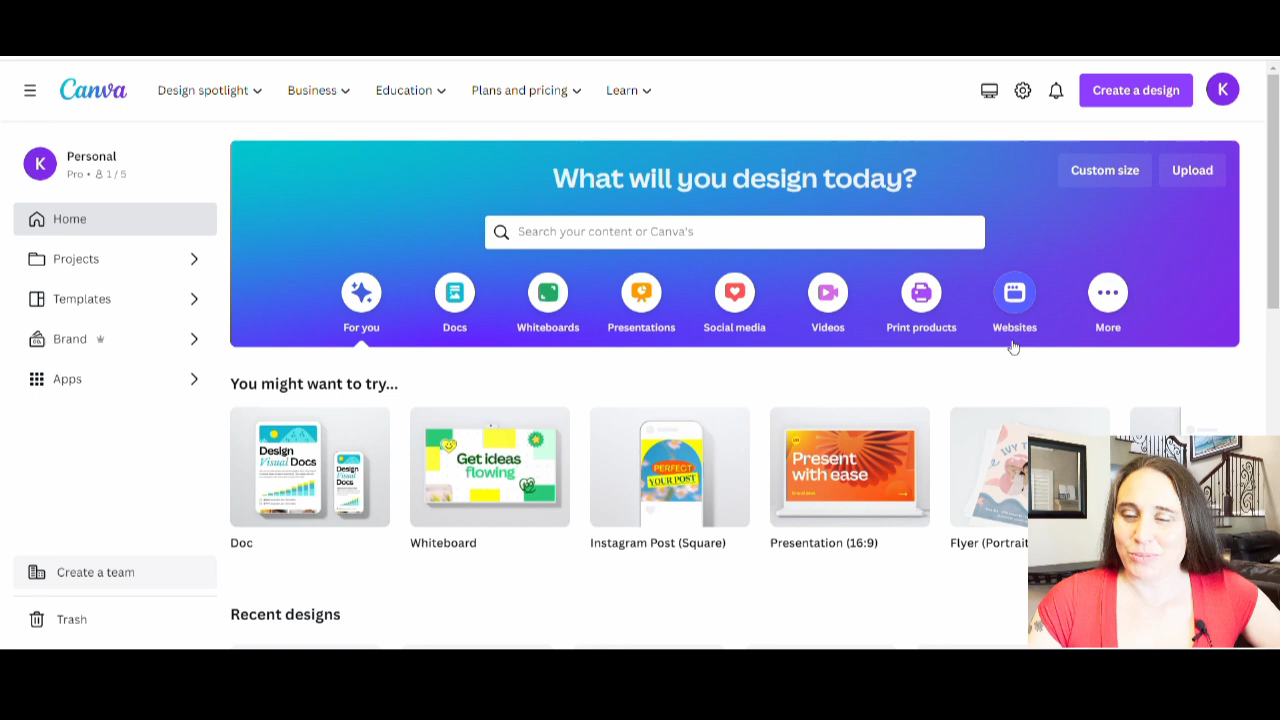 Canva
Design spotlight
Business
Education
Plans and pricing
Learn
Create a design
K
K
Personal
Pro • 1 / 5
Home
Projects
Templates
Brand
Apps
Create a team
Trash
What will you design today?
Custom size
Upload
Search your content or Canva's
For you
Docs
Whiteboards
Presentations
Social media
Videos
Print products
Websites
More
You might want to try...
Design
Visual Docs
Design
Visual Docs
Get ideas
flowing
PERFECT
YOUR POST
Present
with ease
IVY T
Doc
Whiteboard
Instagram Post (Square)
Presentation (16:9)
Flyer (Portrait
Recent designs